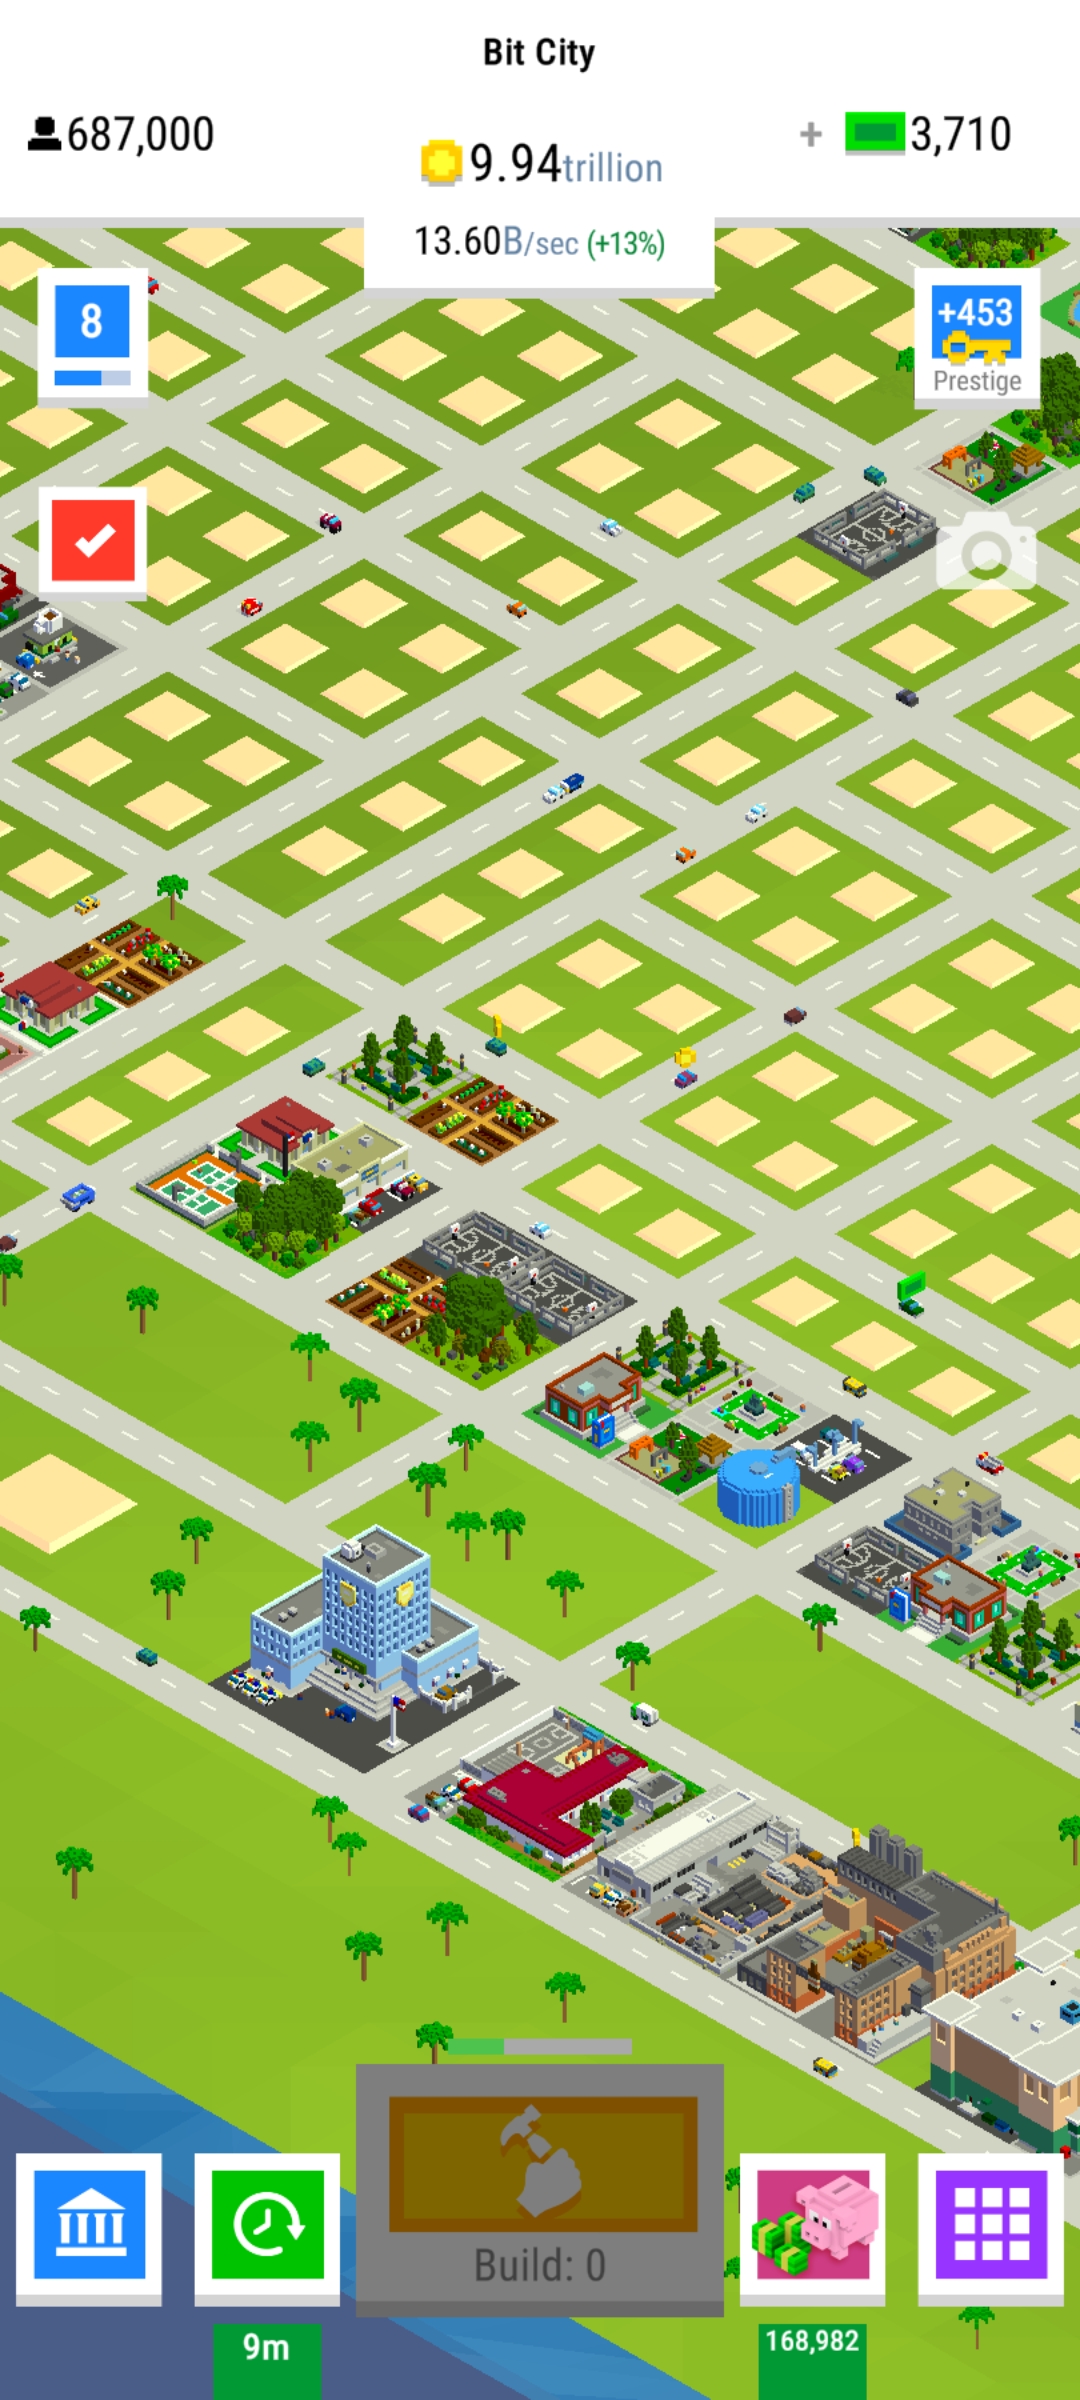 Bit City
687,000
9.94trillion
+ 3,710
13.60B/sec (+13%)
8
+453
Prestige
Build: 0
9m
168,982